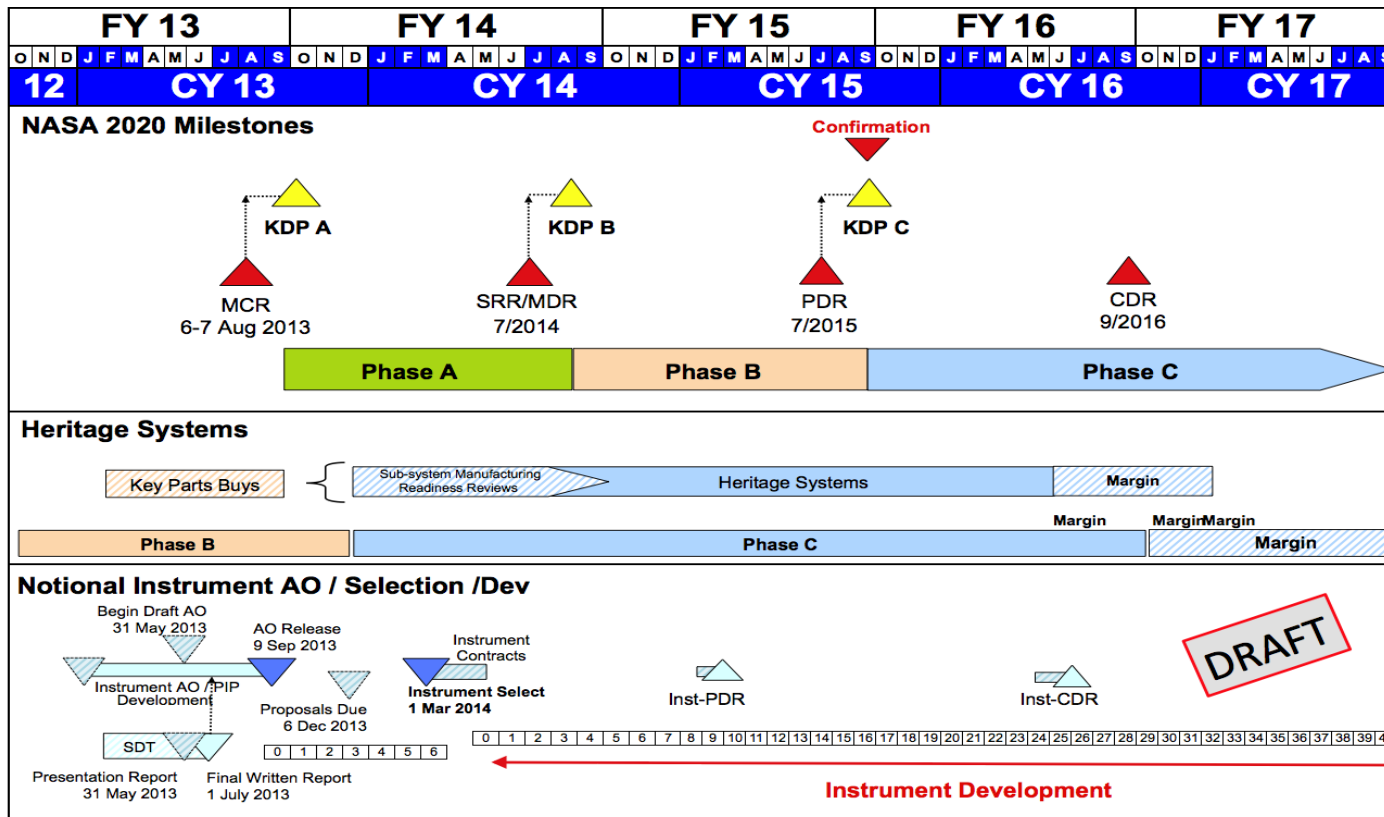 FY 13 FY 14 FY 15 FY 16 FY 17
O N D J F M A M J J A S O N D J F M A M J J A S O N D J F M A M J J A S O N D J F M A M J J A S O N D J F M A M J J A S
12 CY 13 CY 14 CY 15 CY 16 CY 17
NASA 2020 Milestones
Confirmation
KDP A
KDP B
KDP C
MCR
6-7 Aug 2013
SRR/MDR
7/2014
PDR
7/2015
CDR
9/2016
Phase A
Phase B
Phase C
Heritage Systems
Key Parts Buys
Sub-system Manufacturing
Readiness Reviews
Heritage Systems
Margin
Margin
Margin
Margin
Phase B
Phase C
Margin
Notional Instrument AO / Selection /Dev
Begin Draft AO
31 May 2013
AO Release
9 Sep 2013
Instrument
Contracts
DRAFT
Instrument AO / PIP
Development
Proposals Due
6 Dec 2013
Instrument Select
1 Mar 2014
Inst-PDR
Inst-CDR
SDT
0 1 2 3 4 5 6
0 1 2 3 4 5 6 7 8 9 10 11 12 13 14 15 16 17 18 19 20 21 22 23 24 25 26 27 28 29 30 31 32 33 34 35 36 37 38 39 4
Presentation Report
31 May 2013
Final Written Report
1 July 2013
Instrument Development